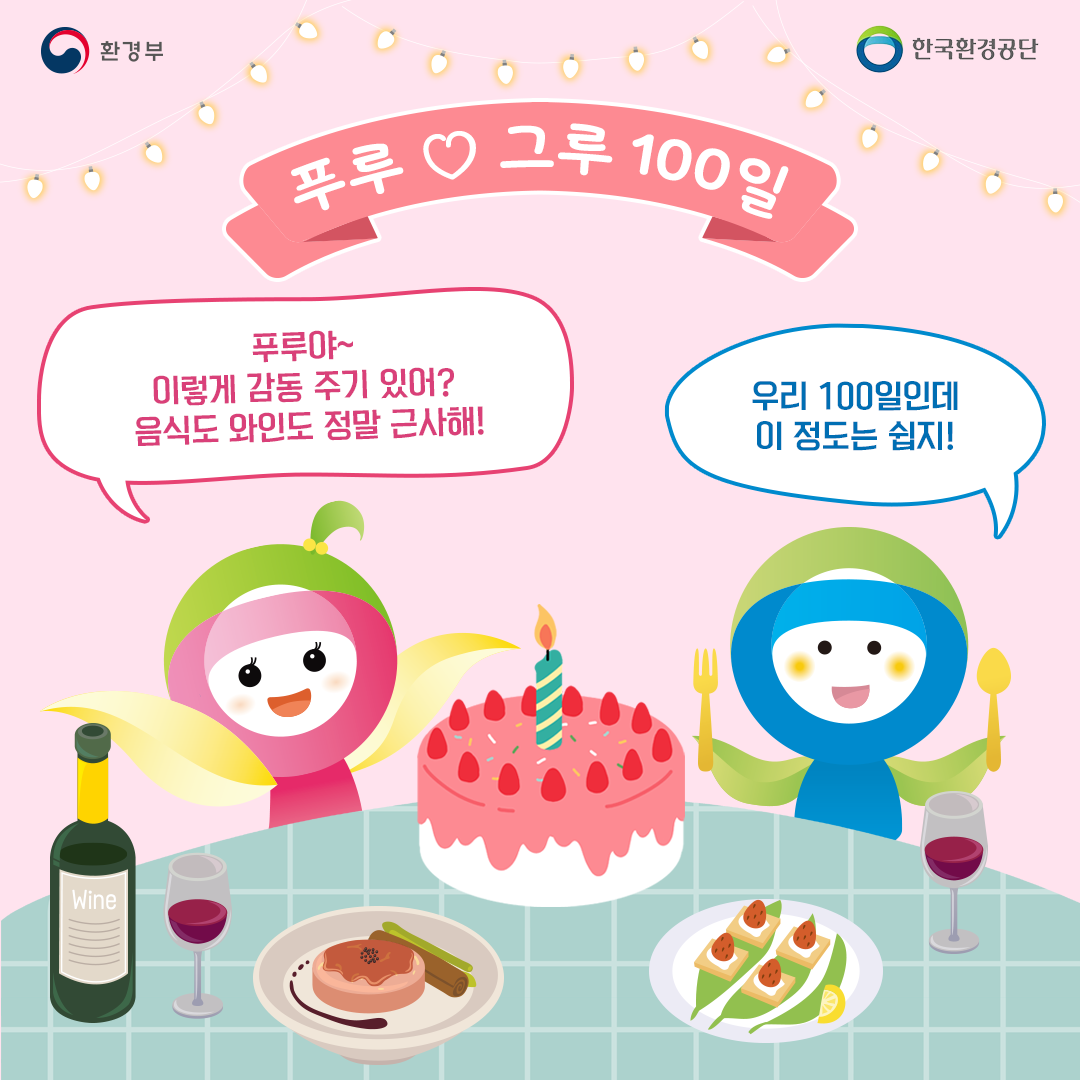 환경부
한국환경공단
푸루 ♡ 그루 100일
푸루야~
이렇게 감동 주기 있어?
음식도 와인도 정말 근사해!
우리 100일인데
이 정도는 쉽지!
Wine